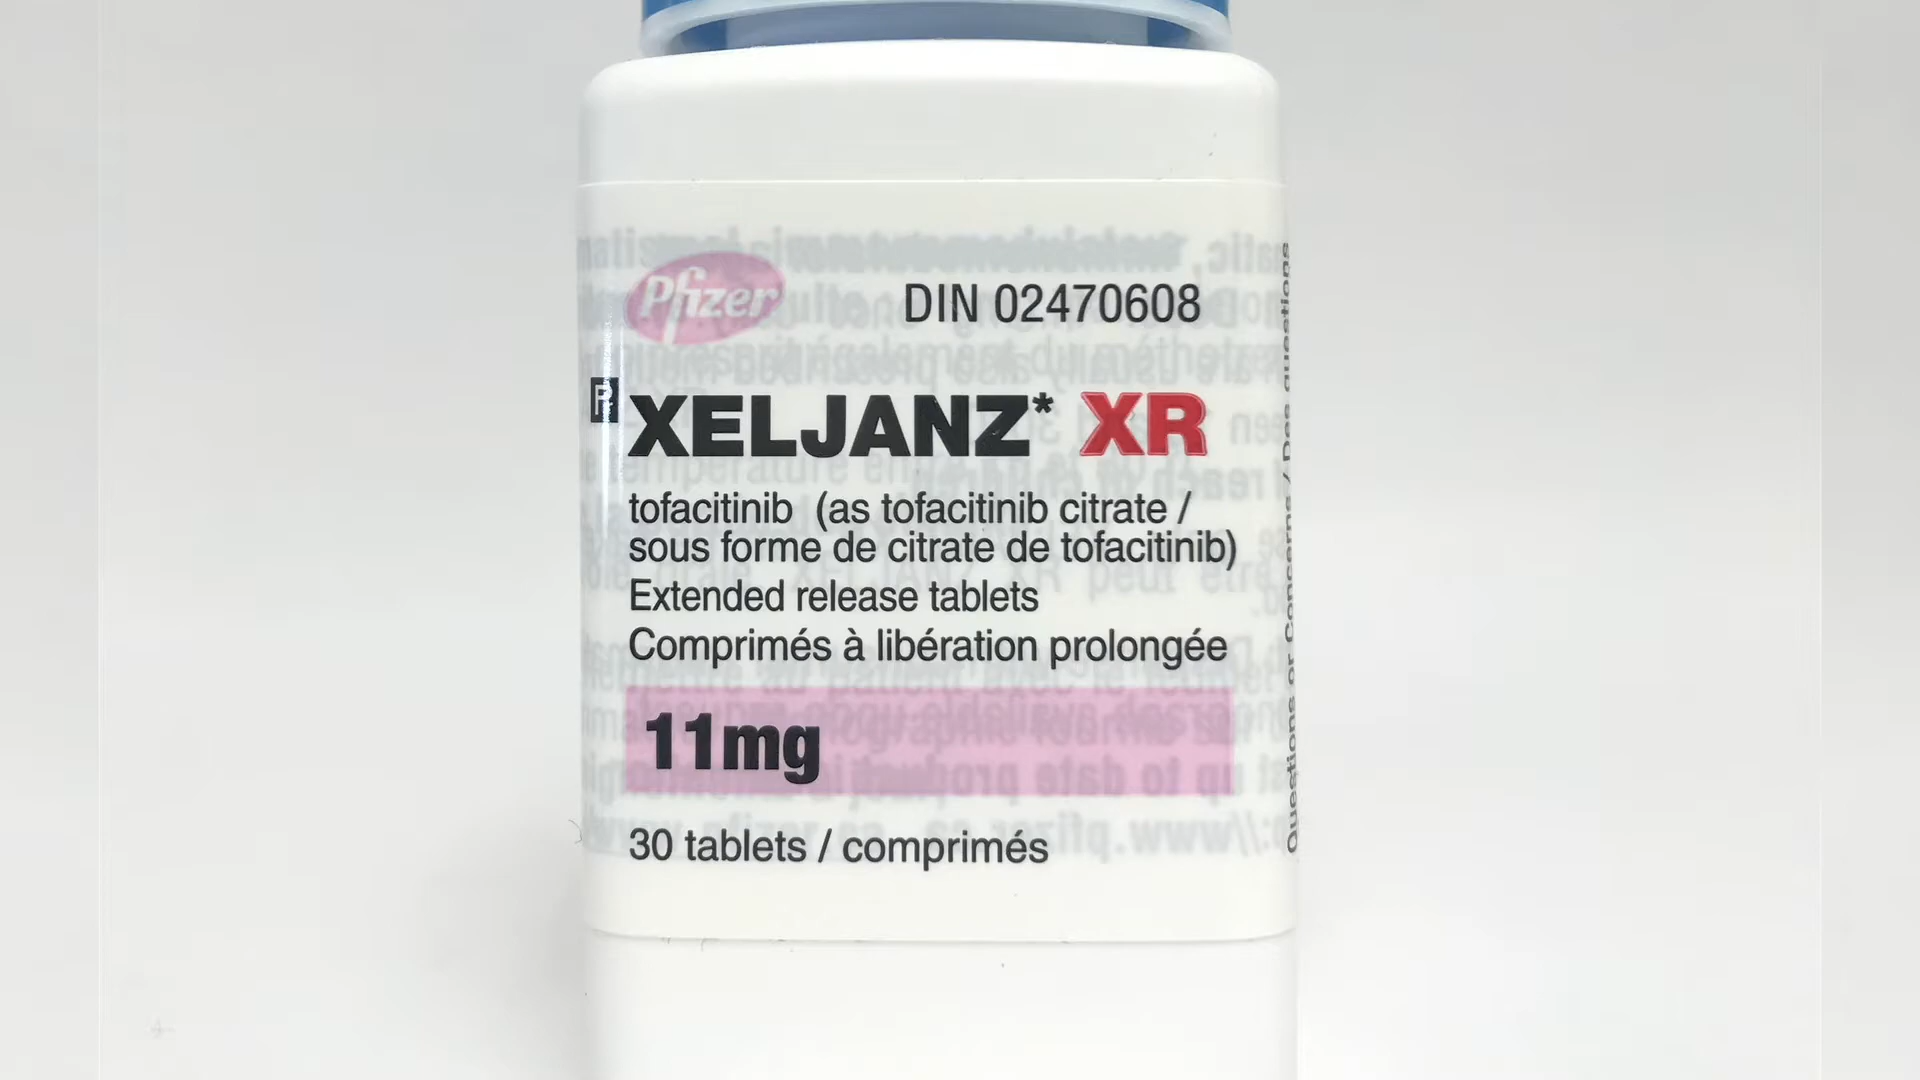 Pfizer
DIN 02470608
XELJANZ* XR
tofacitinib (as tofacitinib citrate /
sous forme de citrate de tofacitinib)
Extended release tablets
Comprimés à libération prolongée
11mg
30 tablets / comprimés
Questions or Concerns / Des questions